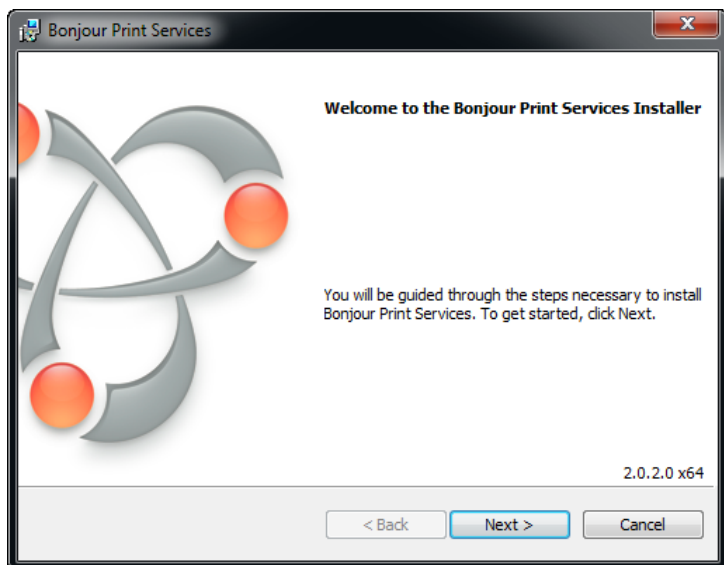 Bonjour Print Services
Welcome to the Bonjour Print Services Installer
You will be guided through the steps necessary to install
Bonjour Print Services. To get started, click Next.
2.0.2.0 x64
< Back
Next >
Cancel